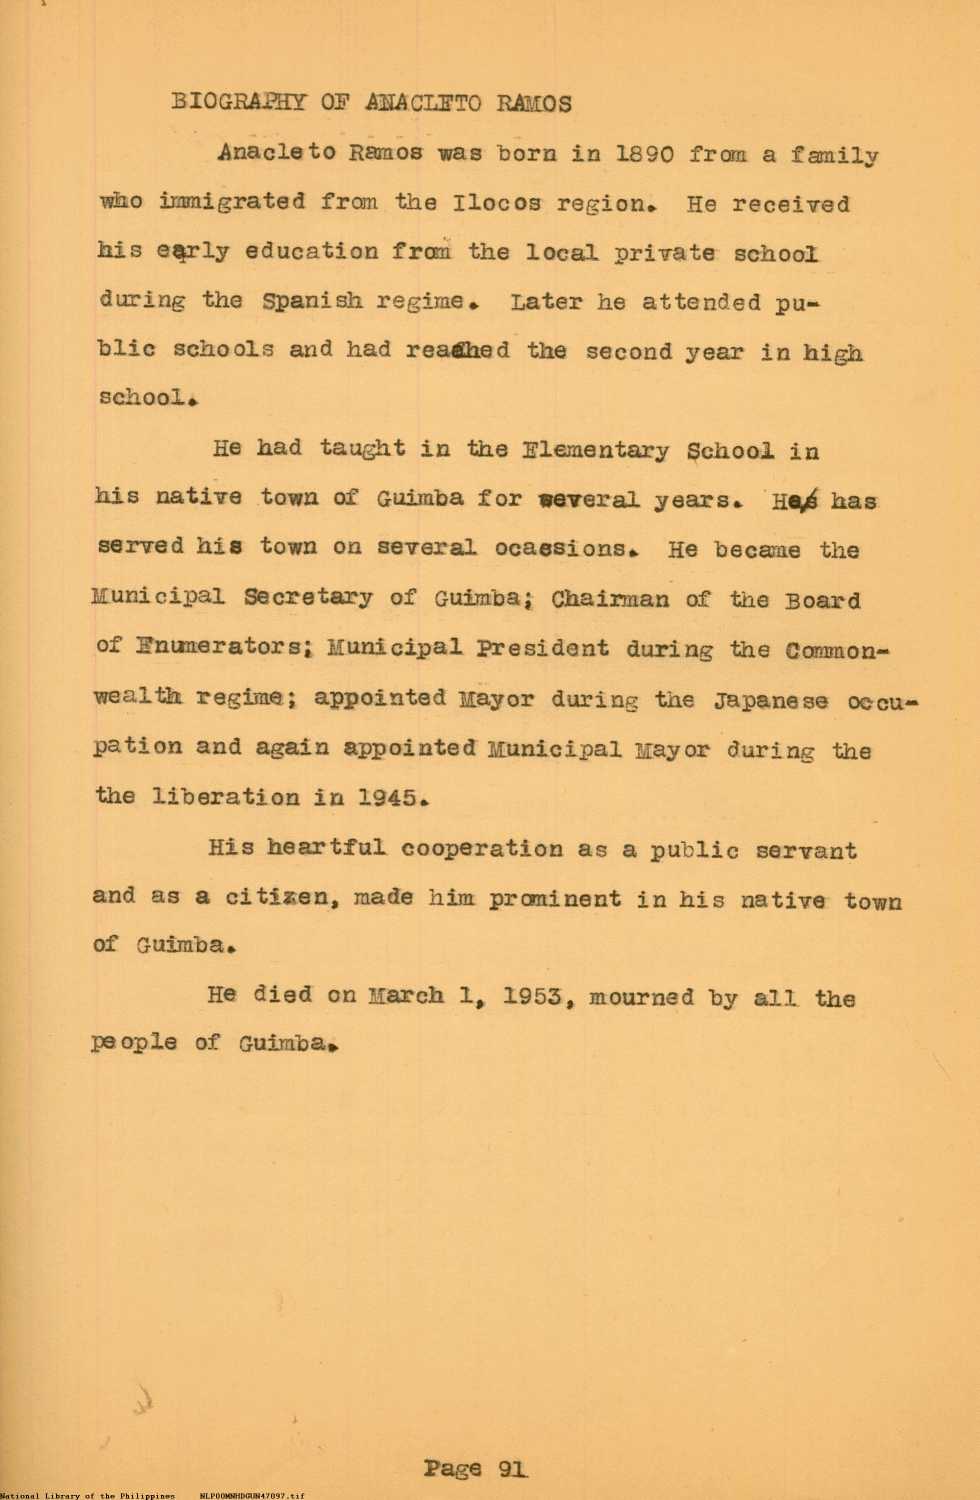 BIOGRAPHY OF ANACLETO RAMOS
Anacleto Ramos was born in 1890 from a family
who immigrated from the Ilocos region. He received
his early education from the local private school
during the Spanish regime. Later he attended pu-
blic schools and had reached the second year in high
school.
He had taught in the Elementary School in
his native town of Guimba for several years. He has
served his town on several ocassions. He became the
Municipal Secretary of Guimba; Chairman of the Board
of Enumerators; Municipal President during the Common-
wealth regime; appointed Mayor during the Japanese occu-
pation and again appointed Municipal Mayor during the
the liberation in 1945.
His heartful cooperation as a public servant
and as a citizen, made him prominent in his native town
of Guimba.
He died on March 1, 1953, mourned by all the
people of Guimba.
Page 91
National Library of the Philippines NLPOOMNHDGUN47097.tif